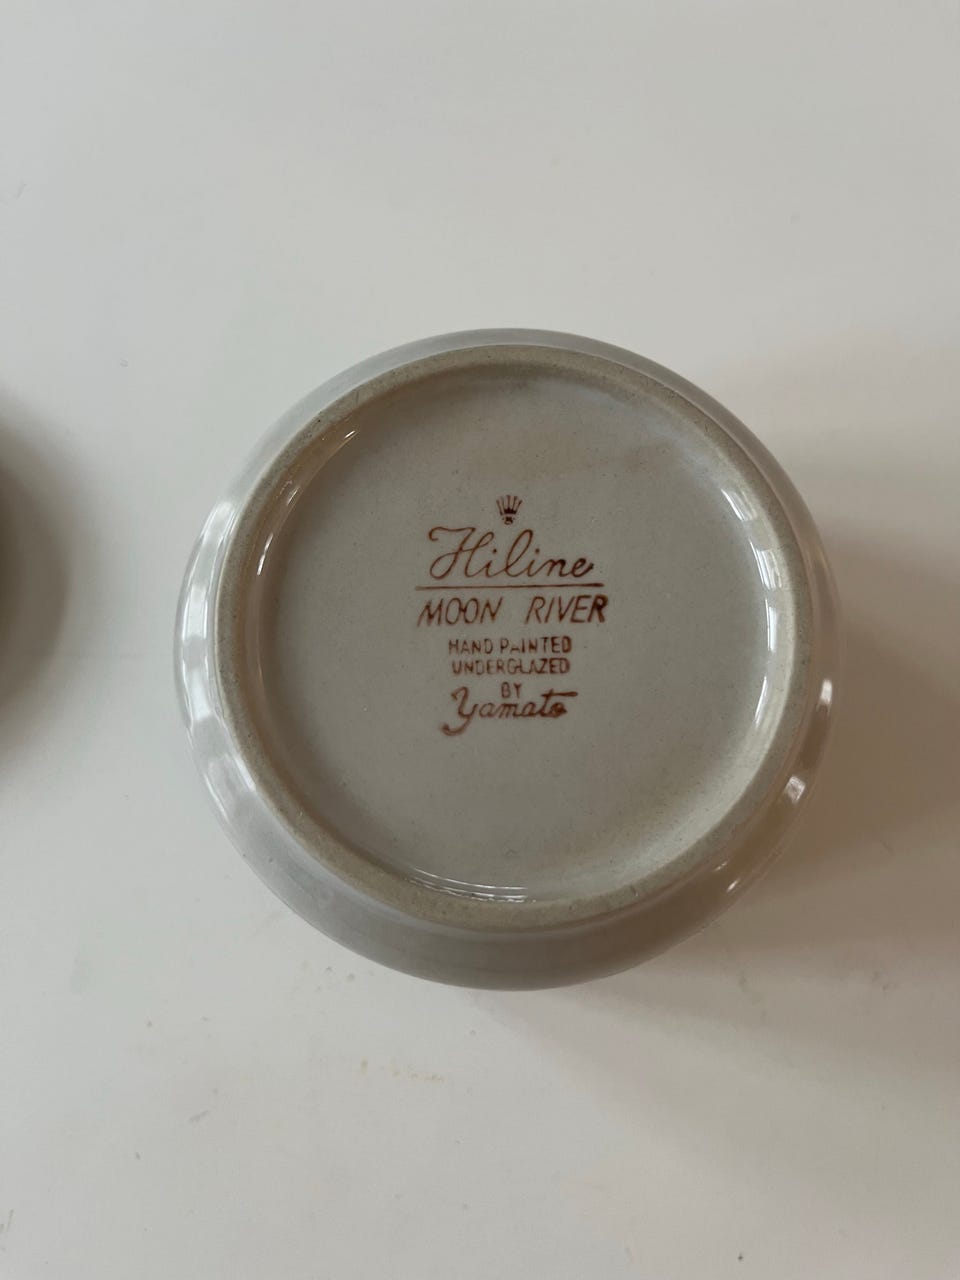 Hiline
MOON RIVER
HAND PAINTED
UNDERGLAZED
BY
Yamato